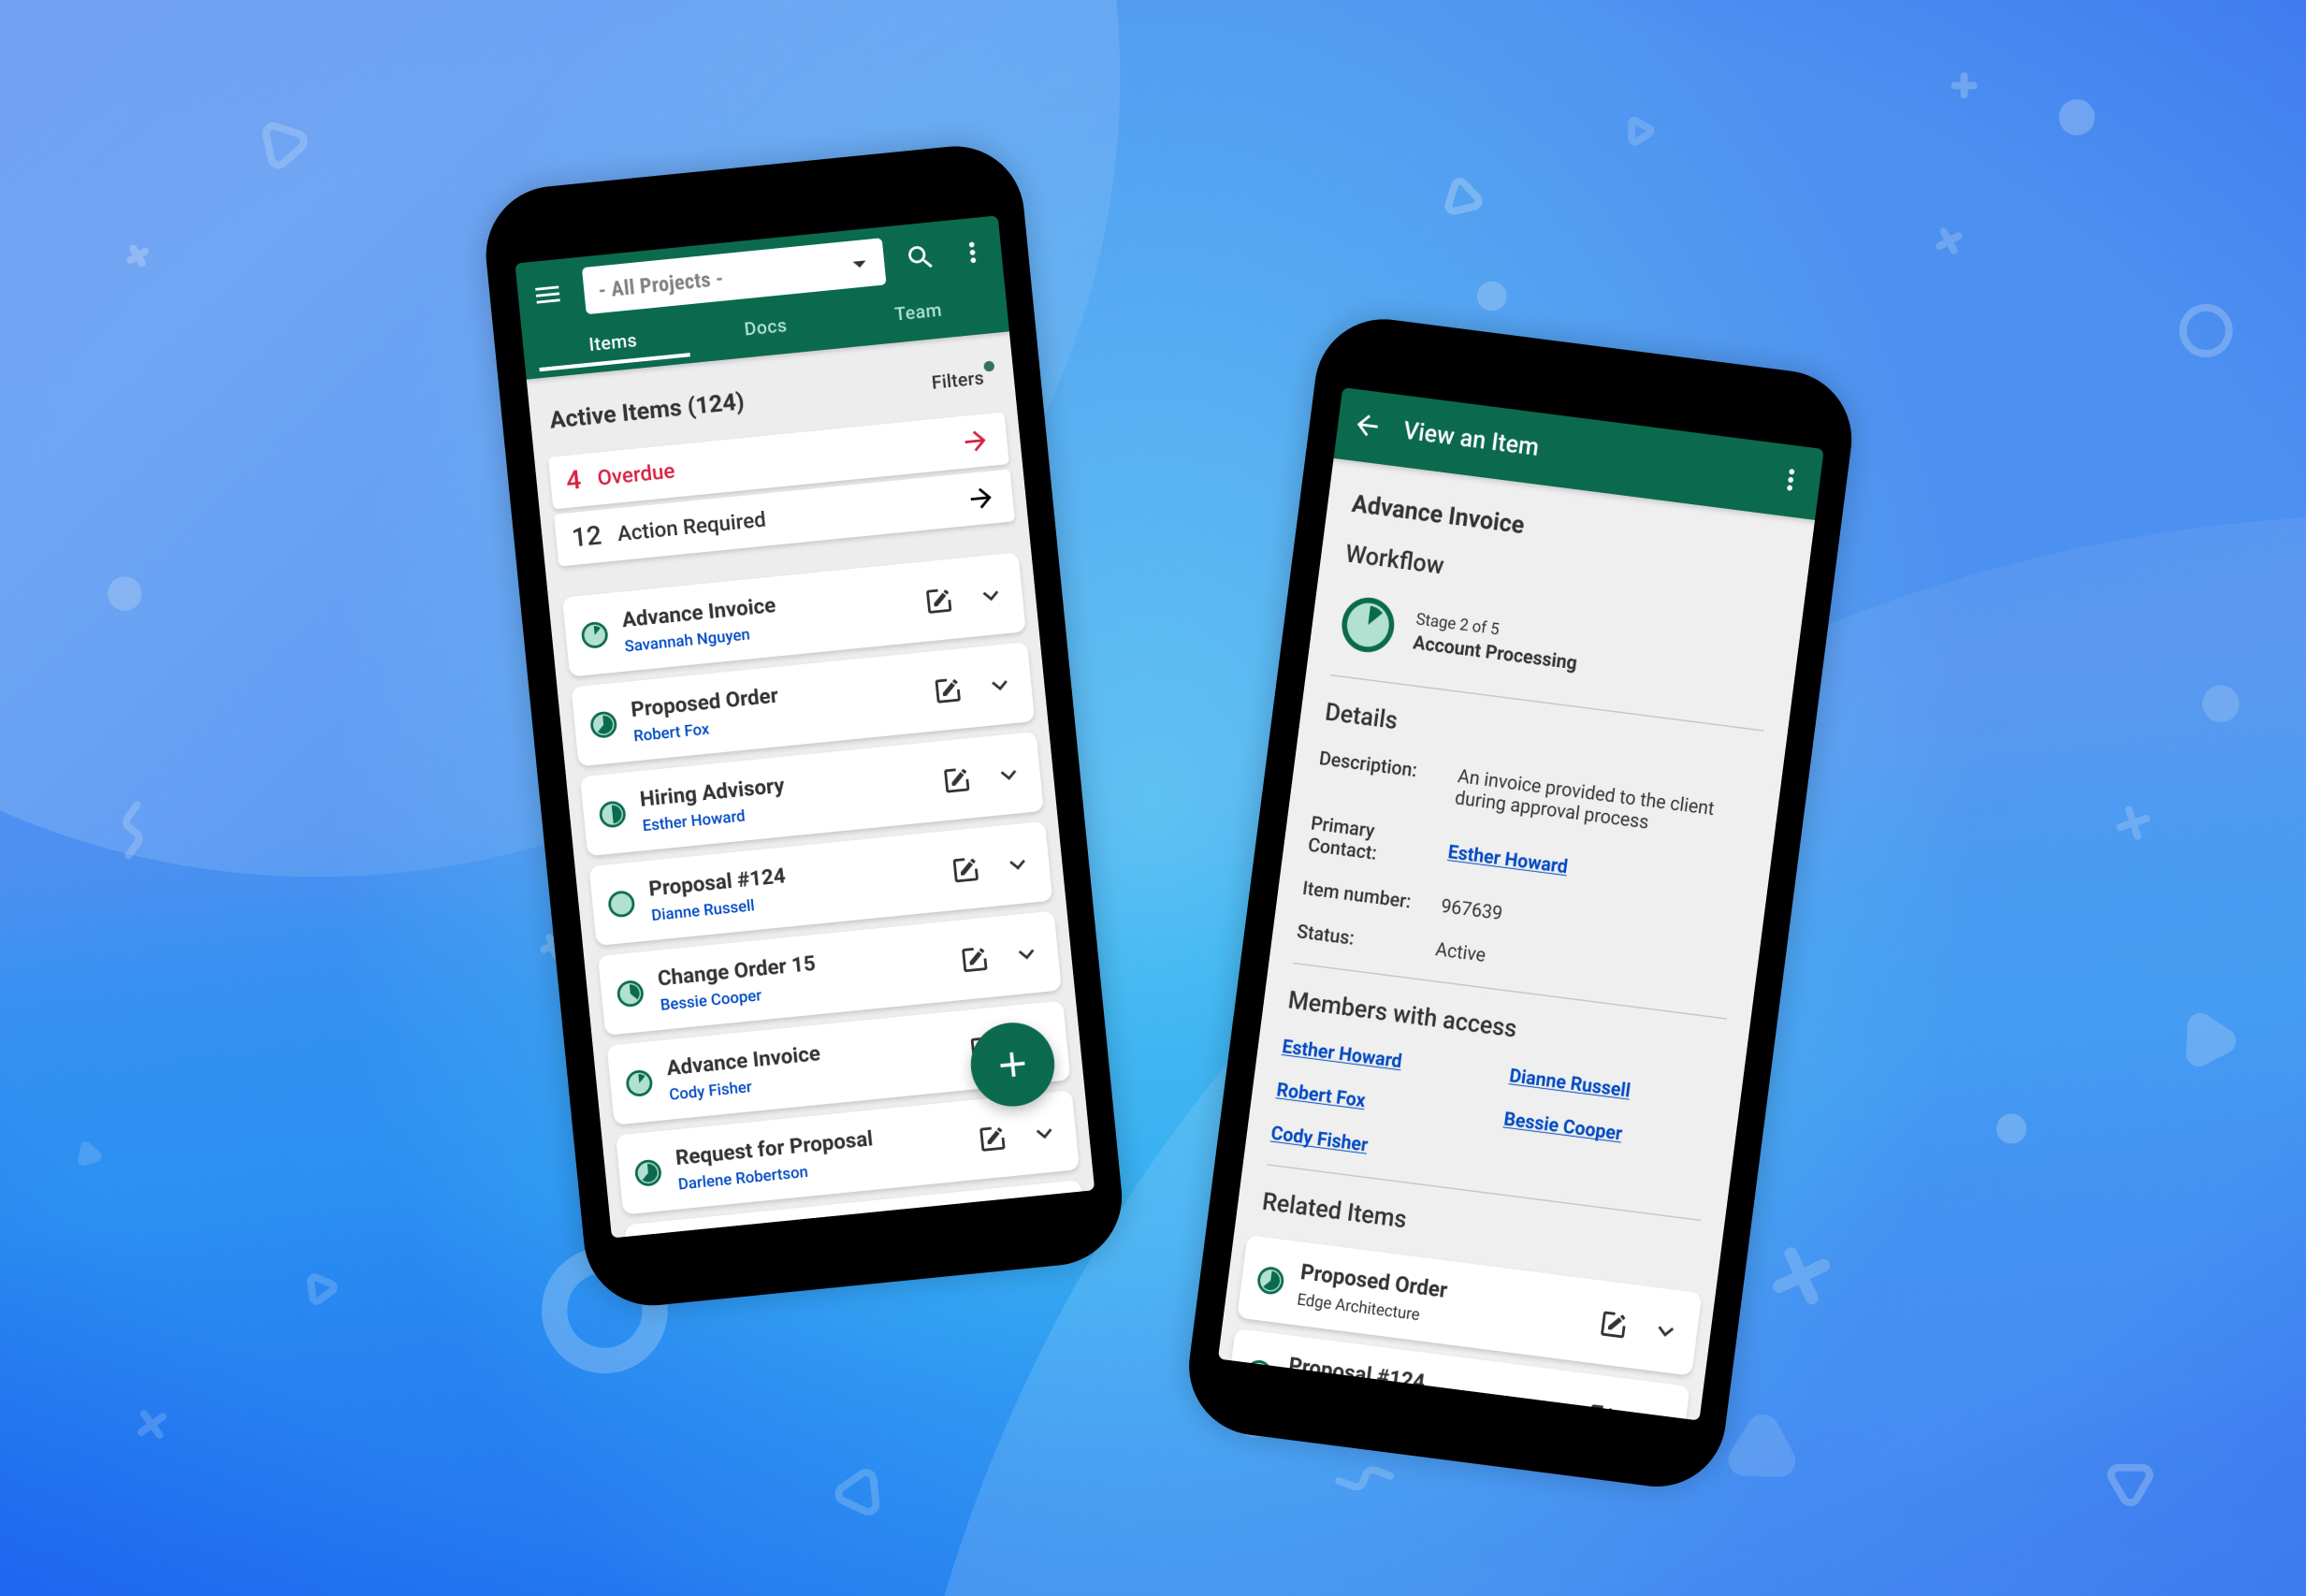 - All Projects -
Items
Docs
Team
Active Items (124)
Filters
4 Overdue
12 Action Required
Advance Invoice
Savannah Nguyen
Proposed Order
Robert Fox
Hiring Advisory
Esther Howard
Proposal #124
Dianne Russell
Change Order 15
Bessie Cooper
Advance Invoice
Cody Fisher
Request for Proposal
Darlene Robertson
View an Item
Advance Invoice
Workflow
Stage 2 of 5
Account Processing
Details
Description:
An invoice provided to the client
during approval process
Primary
Contact:
Esther Howard
Item number:
967639
Status:
Active
Members with access
Esther Howard
Dianne Russell
Robert Fox
Bessie Cooper
Cody Fisher
Related Items
Proposed Order
Edge Architecture
Proposal #124